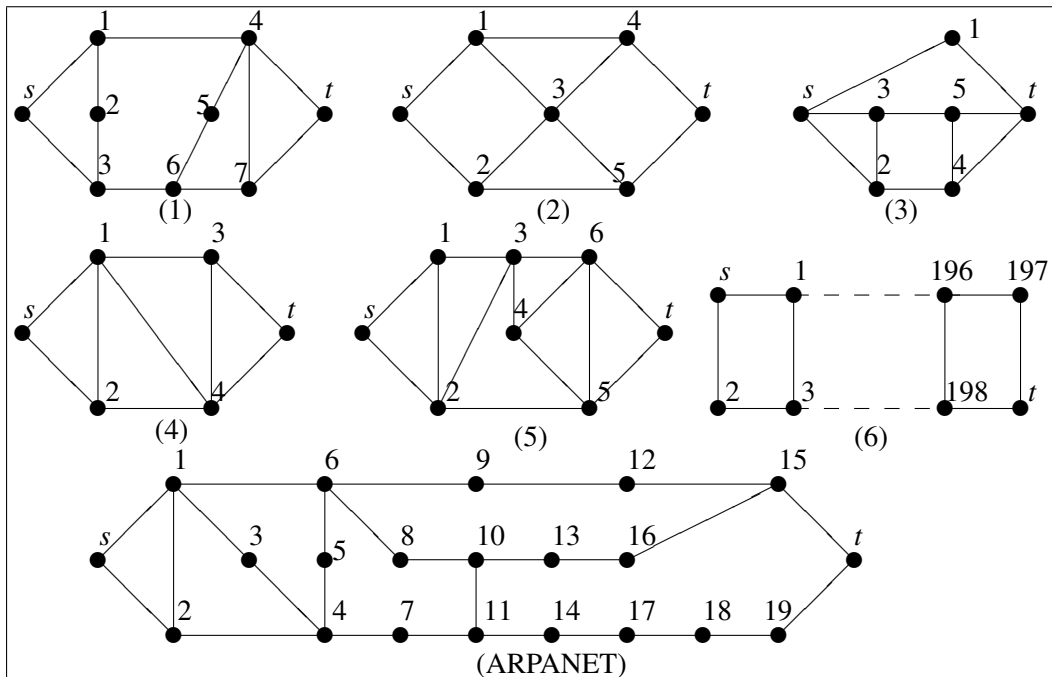 1 4 1 4 1
s 2 5 t s 3 t s 3 5 t
3 6 7 2 5 2 4
(1) (2) (3)
1 3 1 3 6 s 1 196 197
s t s 4 t
2 4 2 5 2 3 198 t
(4) (5) (6)
1 6 9 12 15
s 3 5 8 10 13 16 t
2 4 7 11 14 17 18 19
(ARPANET)